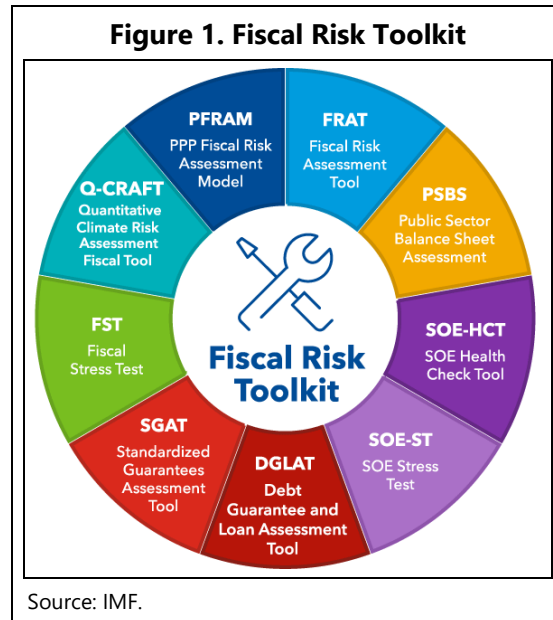 Figure 1. Fiscal Risk Toolkit
PFRAM
PPP Fiscal Risk
Assessment
Model
FRAT
Fiscal Risk
Assessment
Tool
PSBS
Public Sector
Balance Sheet
Assessment
SOE-HCT
SOE Health
Check Tool
SOE-ST
SOE Stress
Test
DGLAT
Debt
Guarantee and
Loan Assessment
Tool
SGAT
Standardized
Guarantees
Assessment
Tool
FST
Fiscal
Stress Test
Q-CRAFT
Quantitative
Climate Risk
Assessment
Fiscal Tool
Fiscal Risk
Toolkit
Source: IMF.